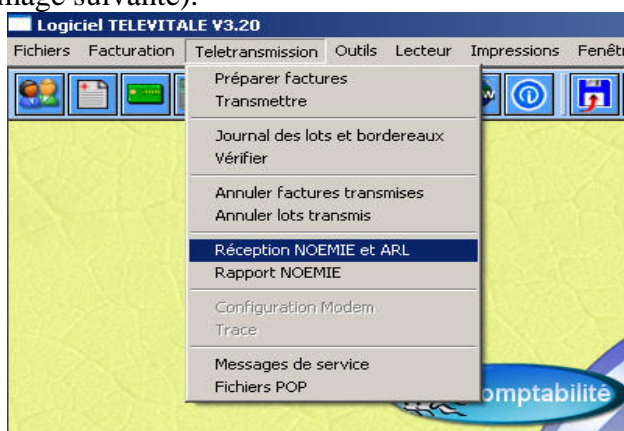 mage suivante).
Logiciel TELEVITALE V3.20
Fichiers Facturation Teletransmission Outils Lecteur Impressions Fenêt
Préparer factures
Transmettre
Journal des lots et bordereaux
Vérifier
Annuler factures transmises
Annuler lots transmis
Réception NOEMIE et ARL
Rapport NOEMIE
Configuration Modem
Trace
Messages de service
Fichiers POP
omptabilité